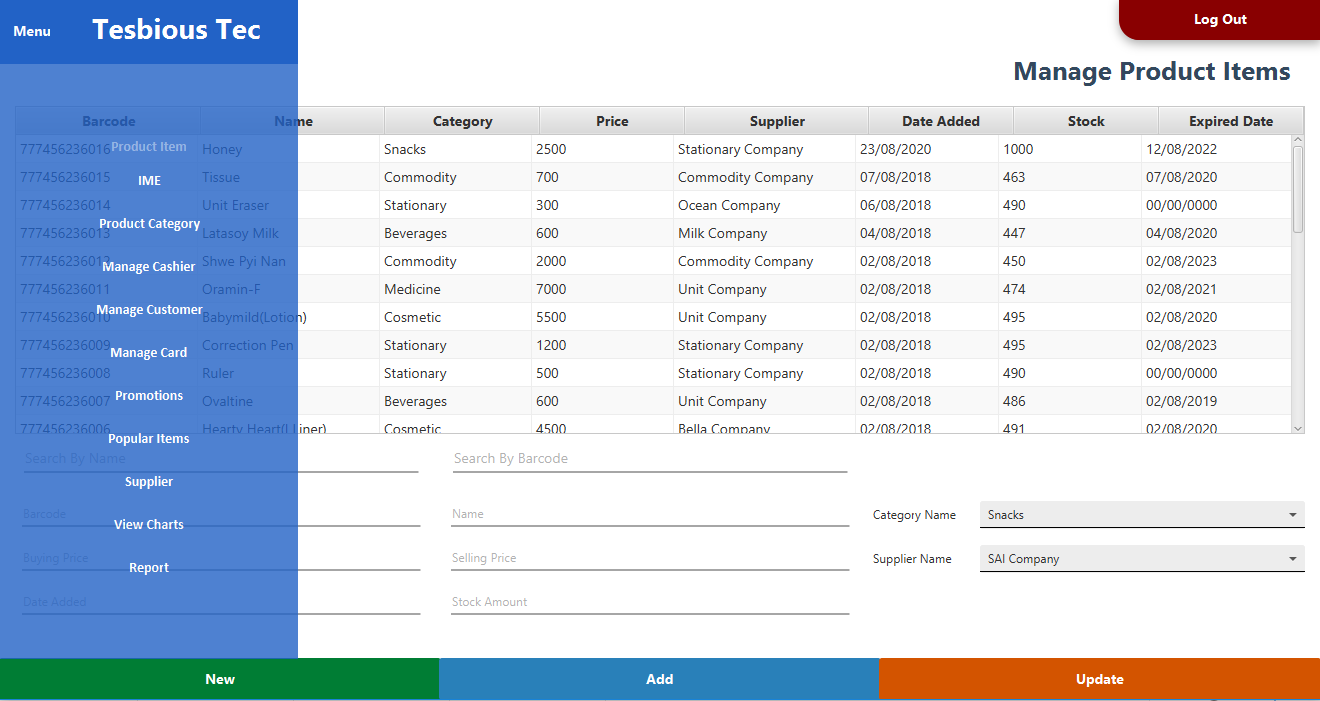 Menu Tesbious Tec Log Out
Manage Product Items
Barcode Name Category Price Supplier Date Added Stock Expired Date
777456236016 Honey Snacks 2500 Stationary Company 23/08/2020 1000 12/08/2022
Product Item
777456236015 Tissue Commodity 700 Commodity Company 07/08/2018 463 07/08/2020
IME
777456236014 Unit Eraser Stationary 300 Ocean Company 06/08/2018 490 00/00/0000
Product Category
777456236013 Latasoy Milk Beverages 600 Milk Company 04/08/2018 447 04/08/2020
777456236012 Shwe Pyi Nan Commodity 2000 Commodity Company 02/08/2018 450 02/08/2023
Manage Cashier
777456236011 Oramin-F Medicine 7000 Unit Company 02/08/2018 474 02/08/2021
Manage Customer
777456236010 Babymild(Lotion) Cosmetic 5500 Unit Company 02/08/2018 495 02/08/2020
777456236009 Correction Pen Stationary 1200 Stationary Company 02/08/2018 495 02/08/2023
Manage Card
777456236008 Ruler Stationary 500 Stationary Company 02/08/2018 490 00/00/0000
Promotions
777456236007 Ovaltine Beverages 600 Unit Company 02/08/2018 486 02/08/2019
777456236006 Hearty Heart(I Liner) Cosmetic 4500 Bella Company 02/08/2018 491 02/08/2020
Popular Items
Search By Name Search By Barcode
Supplier
Barcode Name Category Name Snacks
View Charts
Buying Price Selling Price Supplier Name SAI Company
Report
Date Added Stock Amount
New Add Update